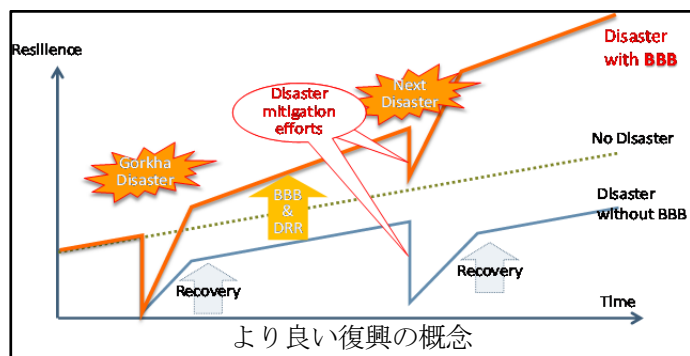 Resilience
Disaster
with BBB
Next
Disaster
Disaster
mitigation
efforts
Gorkha
Disaster
No Disaster
BBB
&
DRR
Disaster
without BBB
Recovery
Recovery
Time
より良い復興の概念